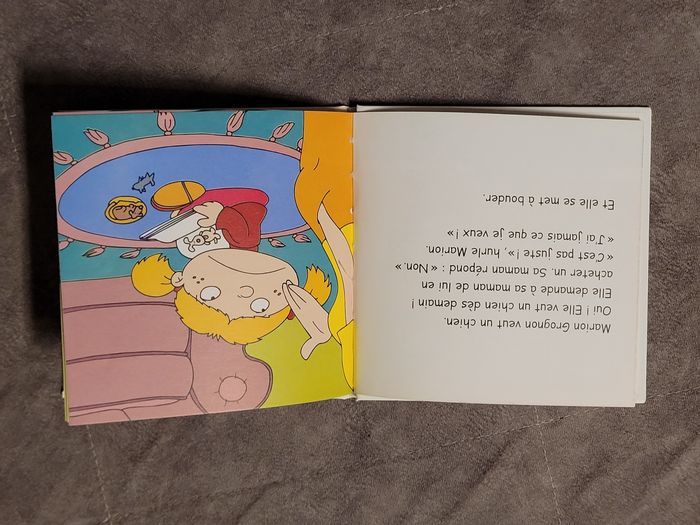 Marion Grognon veut un chien.
Oui ! Elle veut un chien dès demain !
Elle demande à sa maman de lui en
acheter un. Sa maman répond : « Non. »
« C'est pas juste ! », hurle Marion.
« J'ai jamais ce que je veux ! »
Et elle se met à bouder.